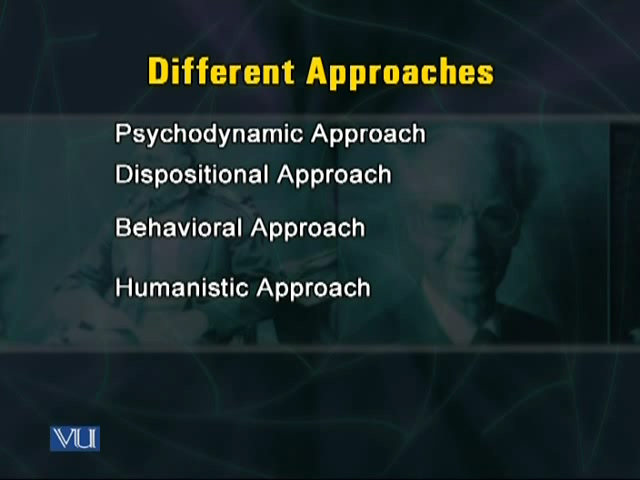 Different Approaches
Psychodynamic Approach
Dispositional Approach
Behavioral Approach
Humanistic Approach
VU